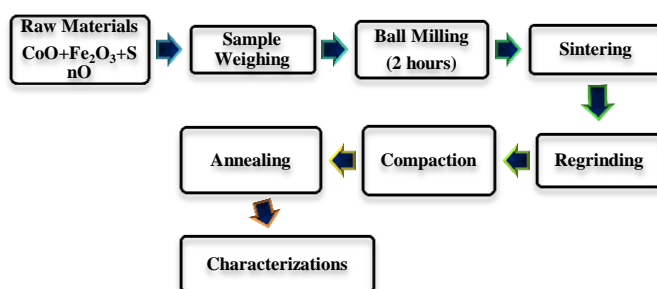 Raw Materials
CoO+Fe₂O₃+S
nO
Sample
Weighing
Ball Milling
(2 hours)
Sintering
Annealing
Compaction
Regrinding
Characterizations